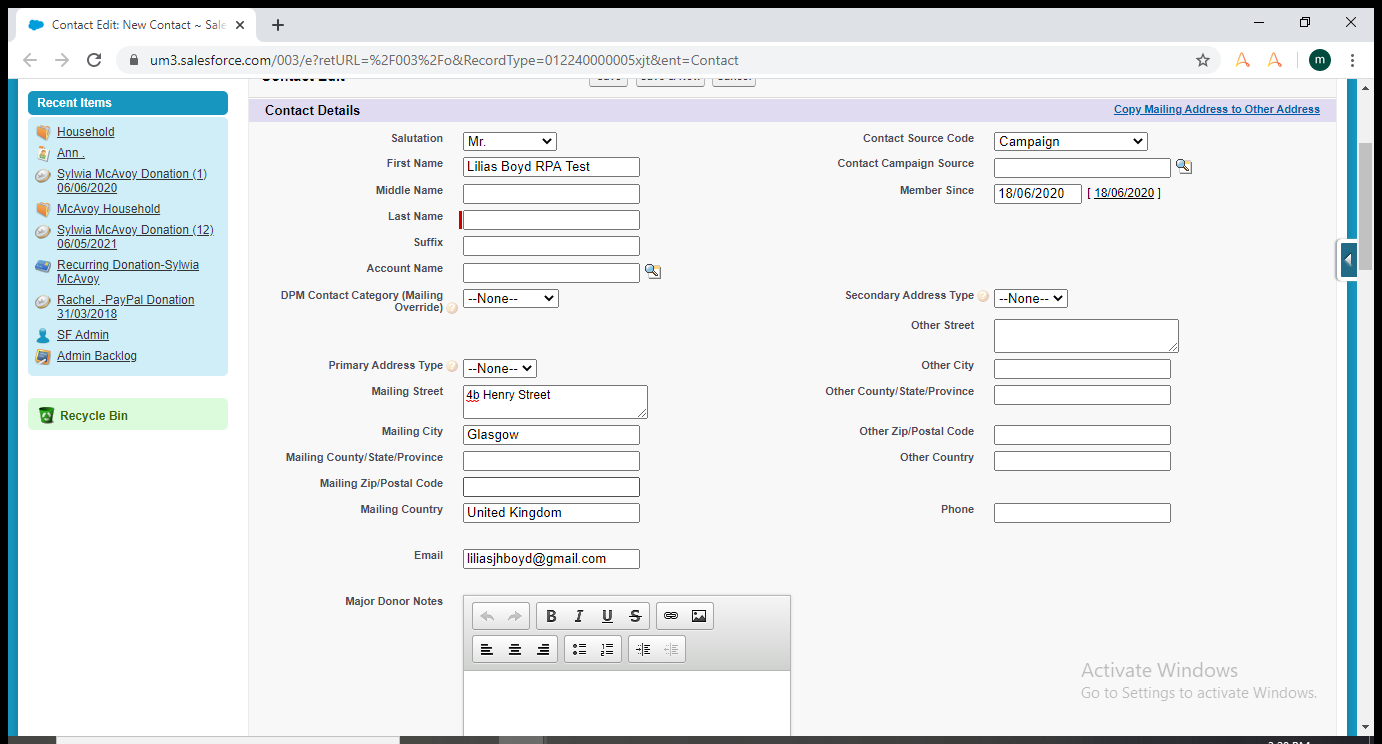 Contact Edit: New Contact ~ Sale
um3.salesforce.com/003/e?retURL=%2F003%2Fo&RecordType=012240000005xjt&ent=Contact
m
Contact Edit
Save
Save & New
Cancel
Recent Items
Household
Ann .
Sylwia McAvoy Donation (1)
06/06/2020
McAvoy Household
Sylwia McAvoy Donation (12)
06/05/2021
Recurring Donation-Sylwia
McAvoy
Rachel .-PayPal Donation
31/03/2018
SF Admin
Admin Backlog
Recycle Bin
Contact Details
Copy Mailing Address to Other Address
Salutation Mr.
First Name Lilias Boyd RPA Test
Middle Name
Last Name
Suffix
Account Name
DPM Contact Category (Mailing
Override) --None--
Primary Address Type --None--
Mailing Street 4b Henry Street
Mailing City Glasgow
Mailing County/State/Province
Mailing Zip/Postal Code
Mailing Country United Kingdom
Email liliasjhboyd@gmail.com
Major Donor Notes
B I U S
Contact Source Code Campaign
Contact Campaign Source
Member Since 18/06/2020 [ 18/06/2020 ]
Secondary Address Type --None--
Other Street
Other City
Other County/State/Province
Other Zip/Postal Code
Other Country
Phone
Activate Windows
Go to Settings to activate Windows.